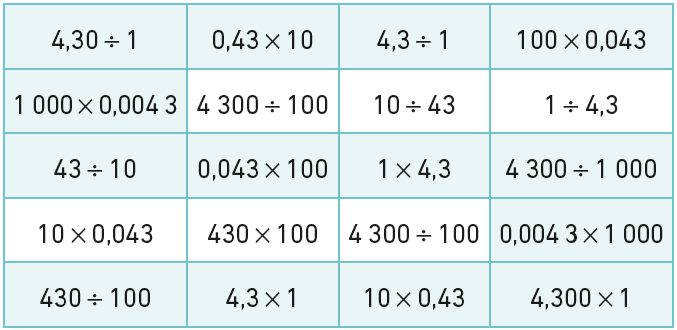 4,30 ÷ 1 0,43 × 10 4,3 ÷ 1 100 × 0,043
1 000 × 0,004 3 4 300 ÷ 100 10 ÷ 43 1 ÷ 4,3
43 ÷ 10 0,043 × 100 1 × 4,3 4 300 ÷ 1 000
10 × 0,043 430 × 100 4 300 ÷ 100 0,004 3 × 1 000
430 ÷ 100 4,3 × 1 10 × 0,43 4,300 × 1